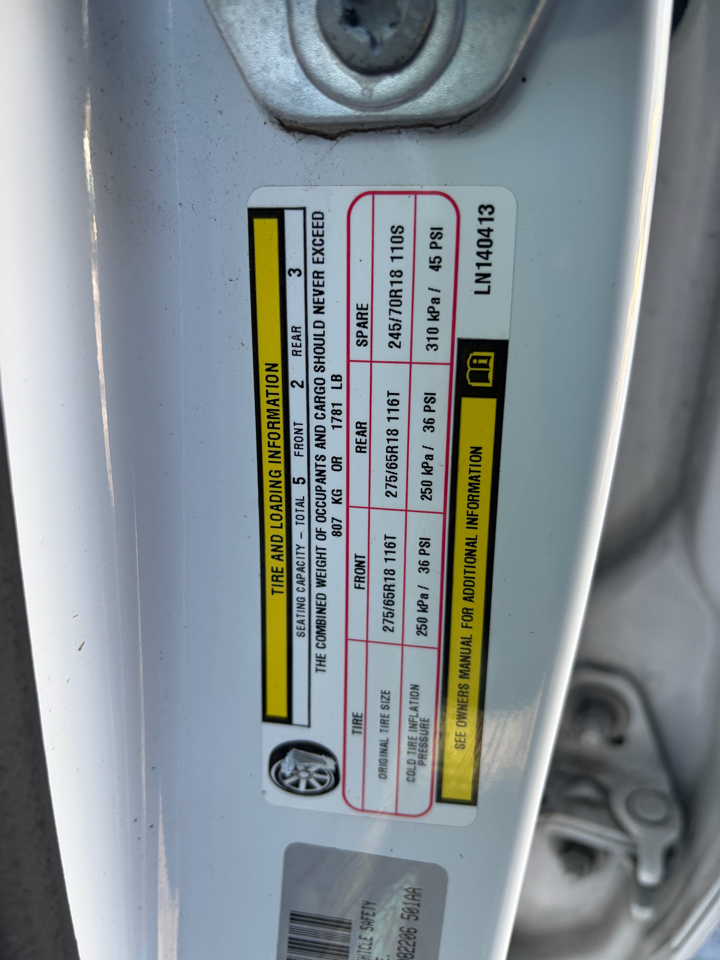 TIRE AND LOADING INFORMATION
SEATING CAPACITY – TOTAL 5 FRONT 2 REAR 3
THE COMBINED WEIGHT OF OCCUPANTS AND CARGO SHOULD NEVER EXCEED
807 KG OR 1781 LB
TIRE FRONT REAR SPARE
ORIGINAL TIRE SIZE 275/65R18 116T 275/65R18 116T 245/70R18 110S
COLD TIRE INFLATION PRESSURE 250 kPa / 36 PSI 250 kPa / 36 PSI 310 kPa / 45 PSI
SEE OWNERS MANUAL FOR ADDITIONAL INFORMATION
LN140413
SAFETY
82206 501AA